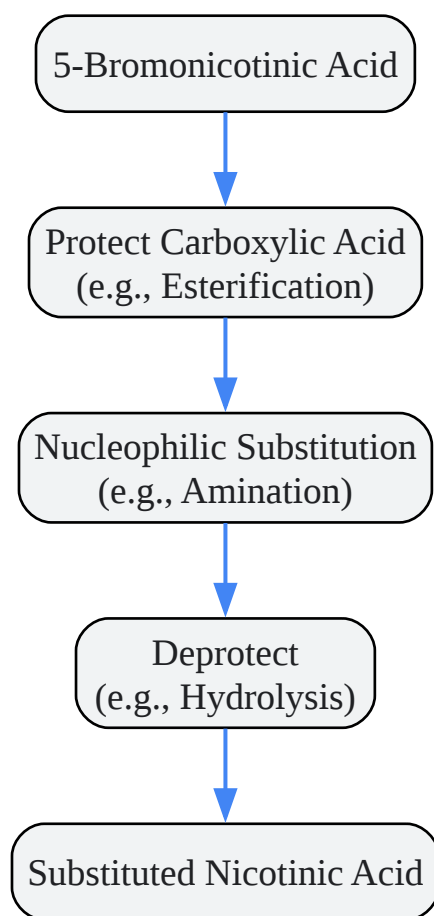 5-Bromonicotinic Acid
Protect Carboxylic Acid
(e.g., Esterification)
Nucleophilic Substitution
(e.g., Amination)
Deprotect
(e.g., Hydrolysis)
Substituted Nicotinic Acid